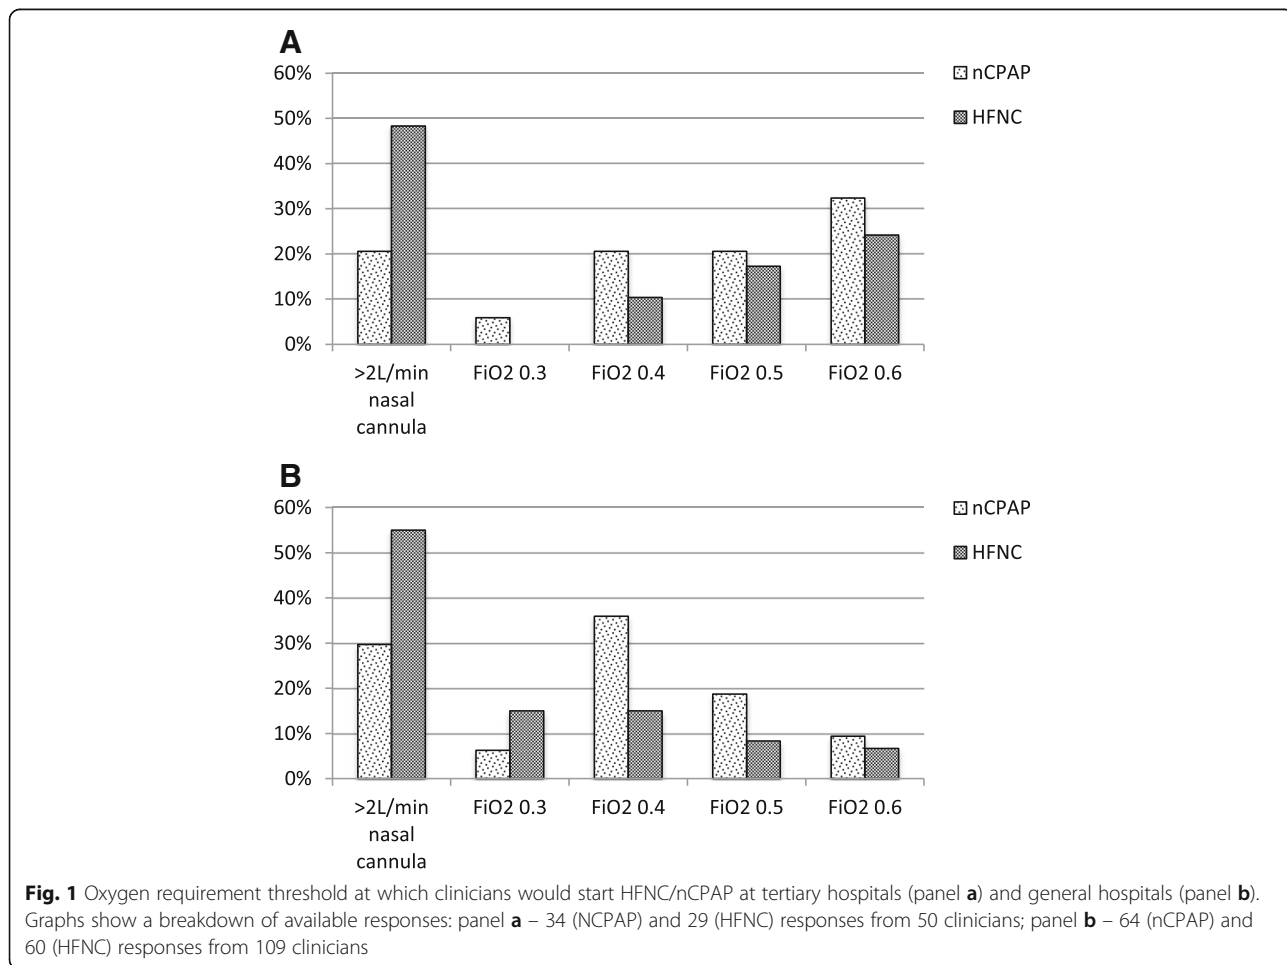 A
60%
50%
40%
30%
20%
10%
0%
>2L/min
nasal
cannula
FiO2 0.3
FiO2 0.4
FiO2 0.5
FiO2 0.6
nCPAP
HFNC
B
60%
50%
40%
30%
20%
10%
0%
>2L/min
nasal
cannula
FiO2 0.3
FiO2 0.4
FiO2 0.5
FiO2 0.6
nCPAP
HFNC
Fig. 1 Oxygen requirement threshold at which clinicians would start HFNC/nCPAP at tertiary hospitals (panel a) and general hospitals (panel b).
Graphs show a breakdown of available responses: panel a – 34 (NCPAP) and 29 (HFNC) responses from 50 clinicians; panel b – 64 (nCPAP) and
60 (HFNC) responses from 109 clinicians